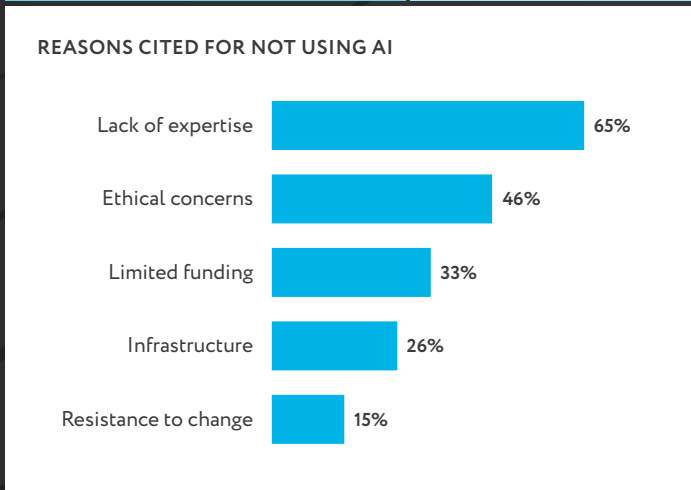 REASONS CITED FOR NOT USING AI
Lack of expertise 65%
Ethical concerns 46%
Limited funding 33%
Infrastructure 26%
Resistance to change 15%